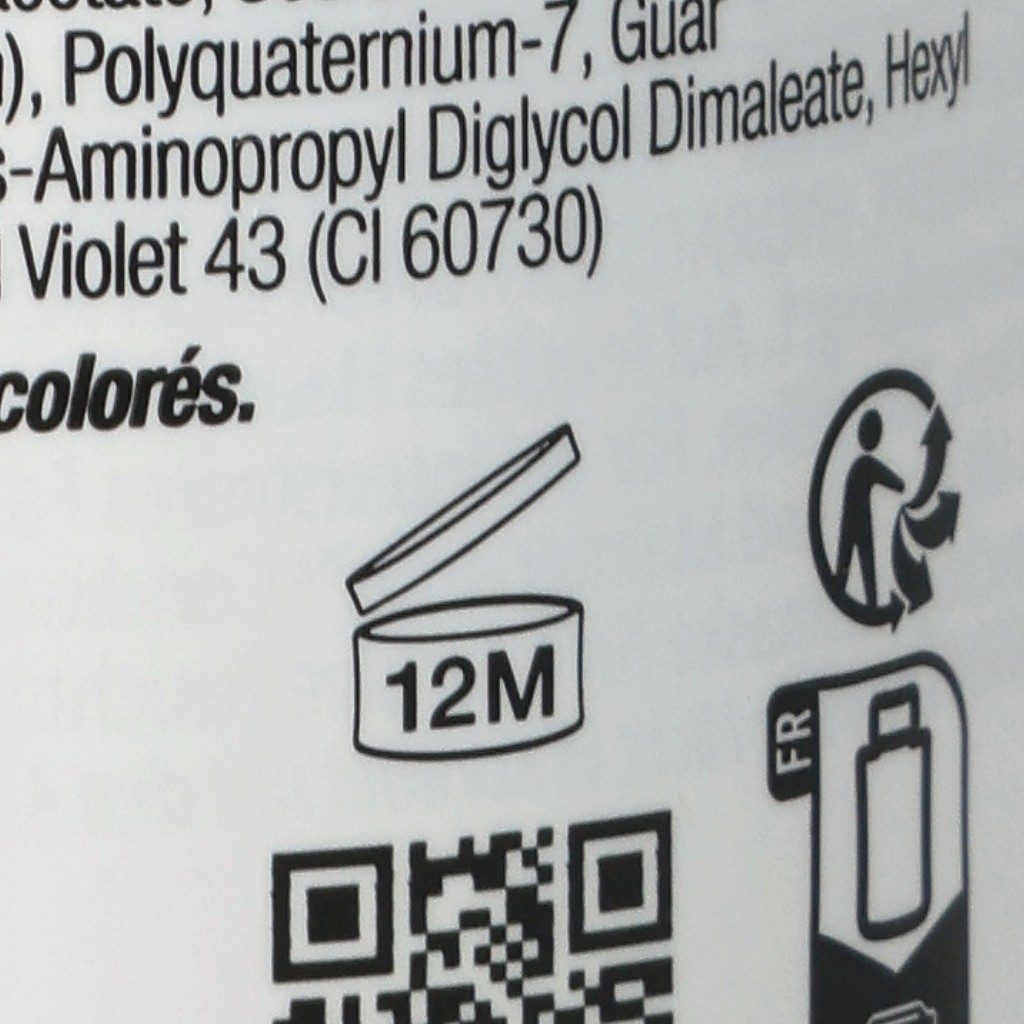 ), Polyquaternium-7, Guar
-Aminopropyl Diglycol Dimaleate, Hexyl
Violet 43 (CI 60730)
colorés.
12M
FR